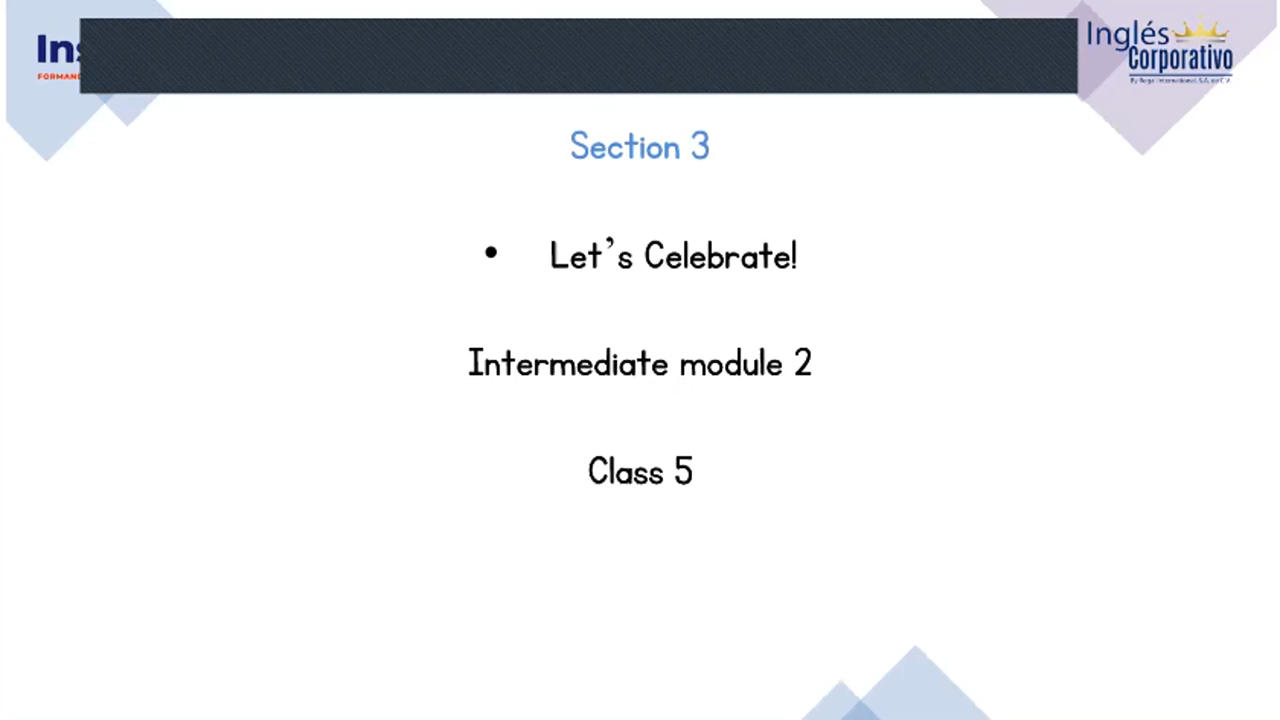 Inglés
Corporativo
Section 3
• Let's Celebrate!
Intermediate module 2
Class 5